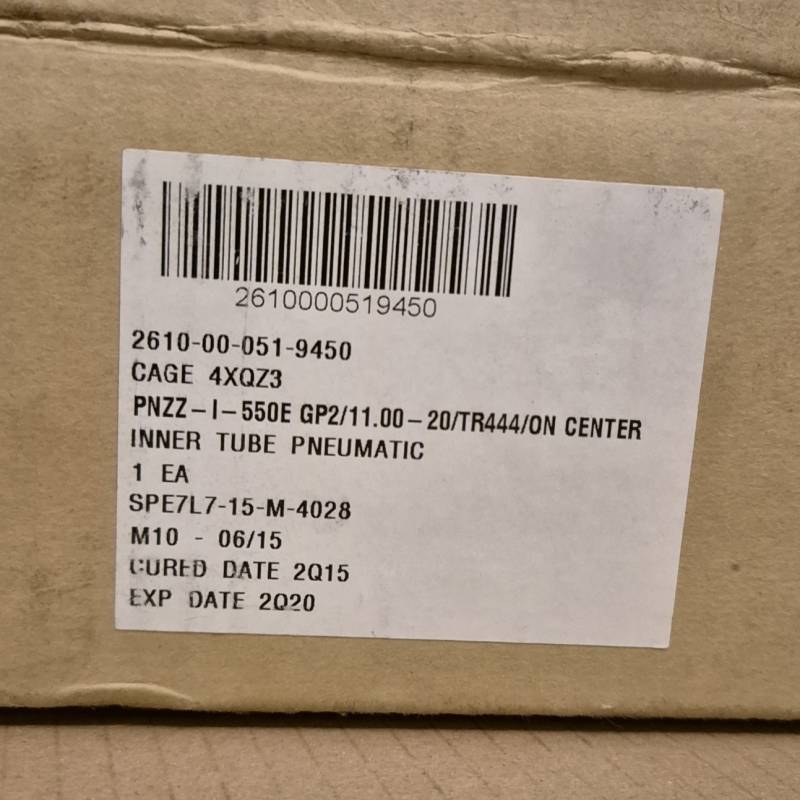 2610000519450
2610-00-051-9450
CAGE 4XQZ3
PNZZ-I-550E GP2/11.00-20/TR444/ON CENTER
INNER TUBE PNEUMATIC
1 EA
SPE7L7-15-M-4028
M10 - 06/15
CURED DATE 2Q15
EXP DATE 2Q20